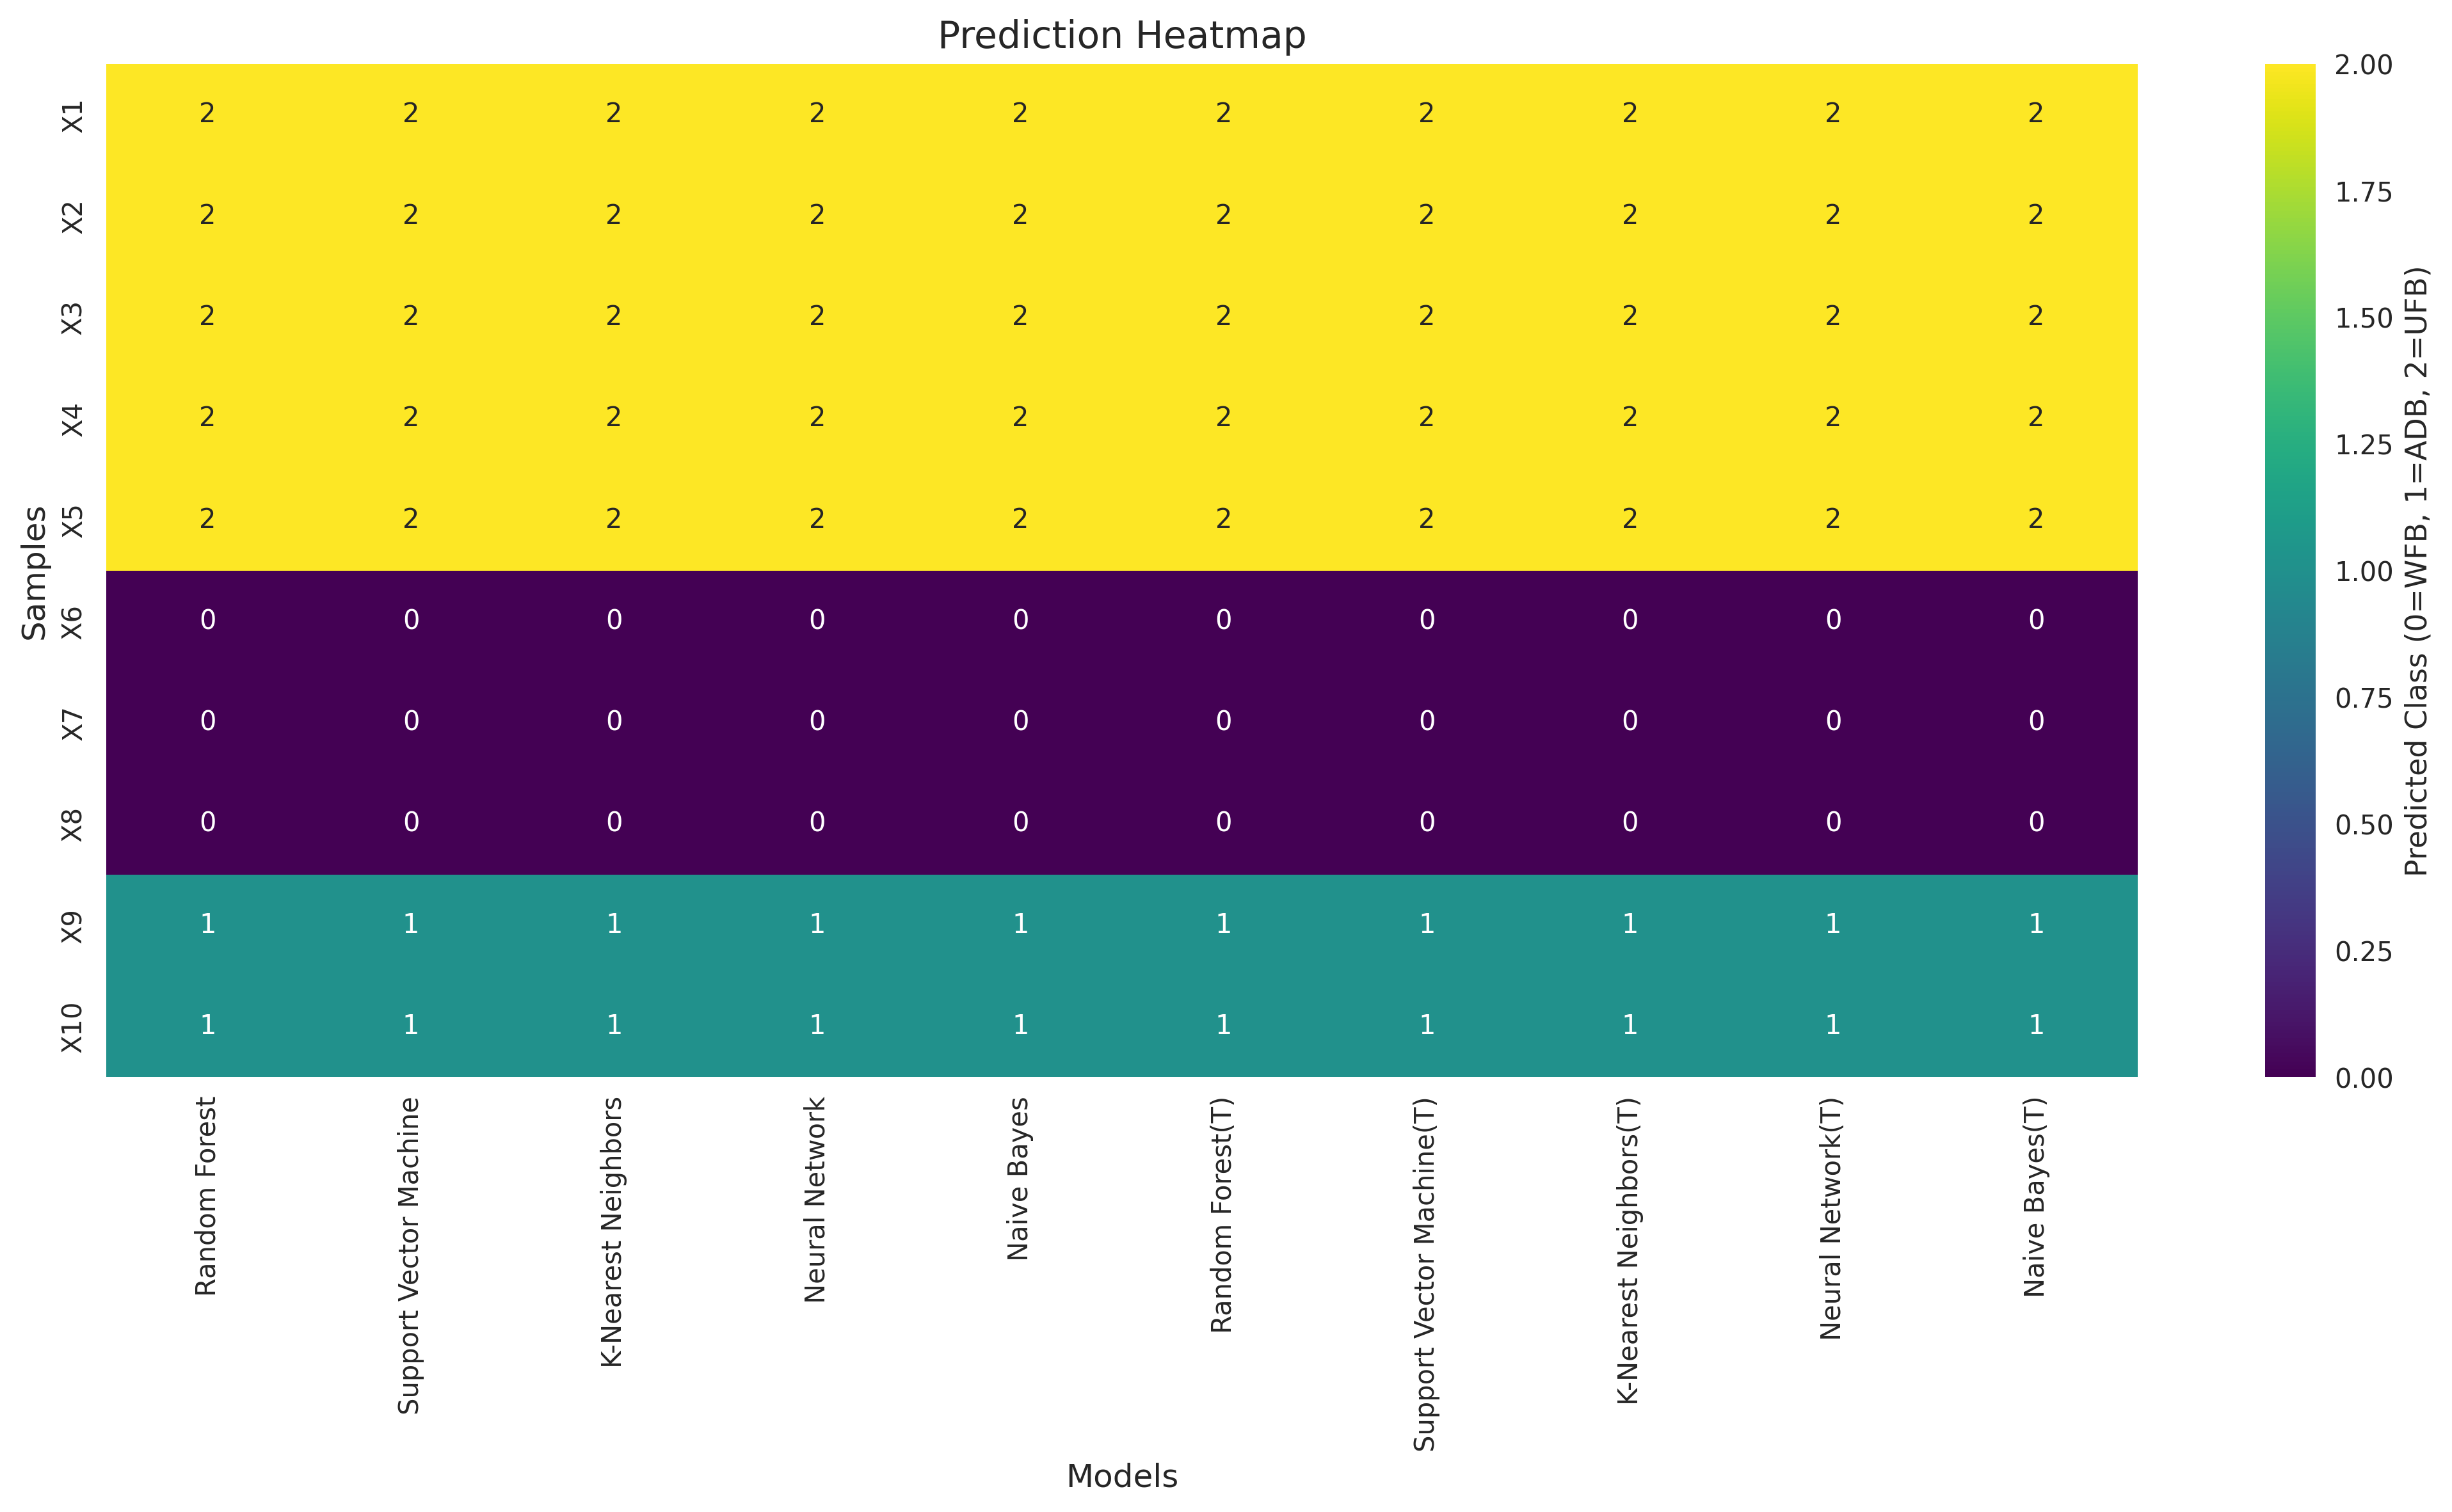 Prediction Heatmap
Samples
X1 2 2 2 2 2 2 2 2 2 2
X2 2 2 2 2 2 2 2 2 2 2
X3 2 2 2 2 2 2 2 2 2 2
X4 2 2 2 2 2 2 2 2 2 2
X5 2 2 2 2 2 2 2 2 2 2
X6 0 0 0 0 0 0 0 0 0 0
X7 0 0 0 0 0 0 0 0 0 0
X8 0 0 0 0 0 0 0 0 0 0
X9 1 1 1 1 1 1 1 1 1 1
X10 1 1 1 1 1 1 1 1 1 1
Random Forest
Support Vector Machine
K-Nearest Neighbors
Neural Network
Naive Bayes
Random Forest(T)
Support Vector Machine(T)
K-Nearest Neighbors(T)
Neural Network(T)
Naive Bayes(T)
Models
2.00
1.75
1.50
1.25
1.00
0.75
0.50
0.25
0.00
Predicted Class (0=WFB, 1=ADB, 2=UFB)